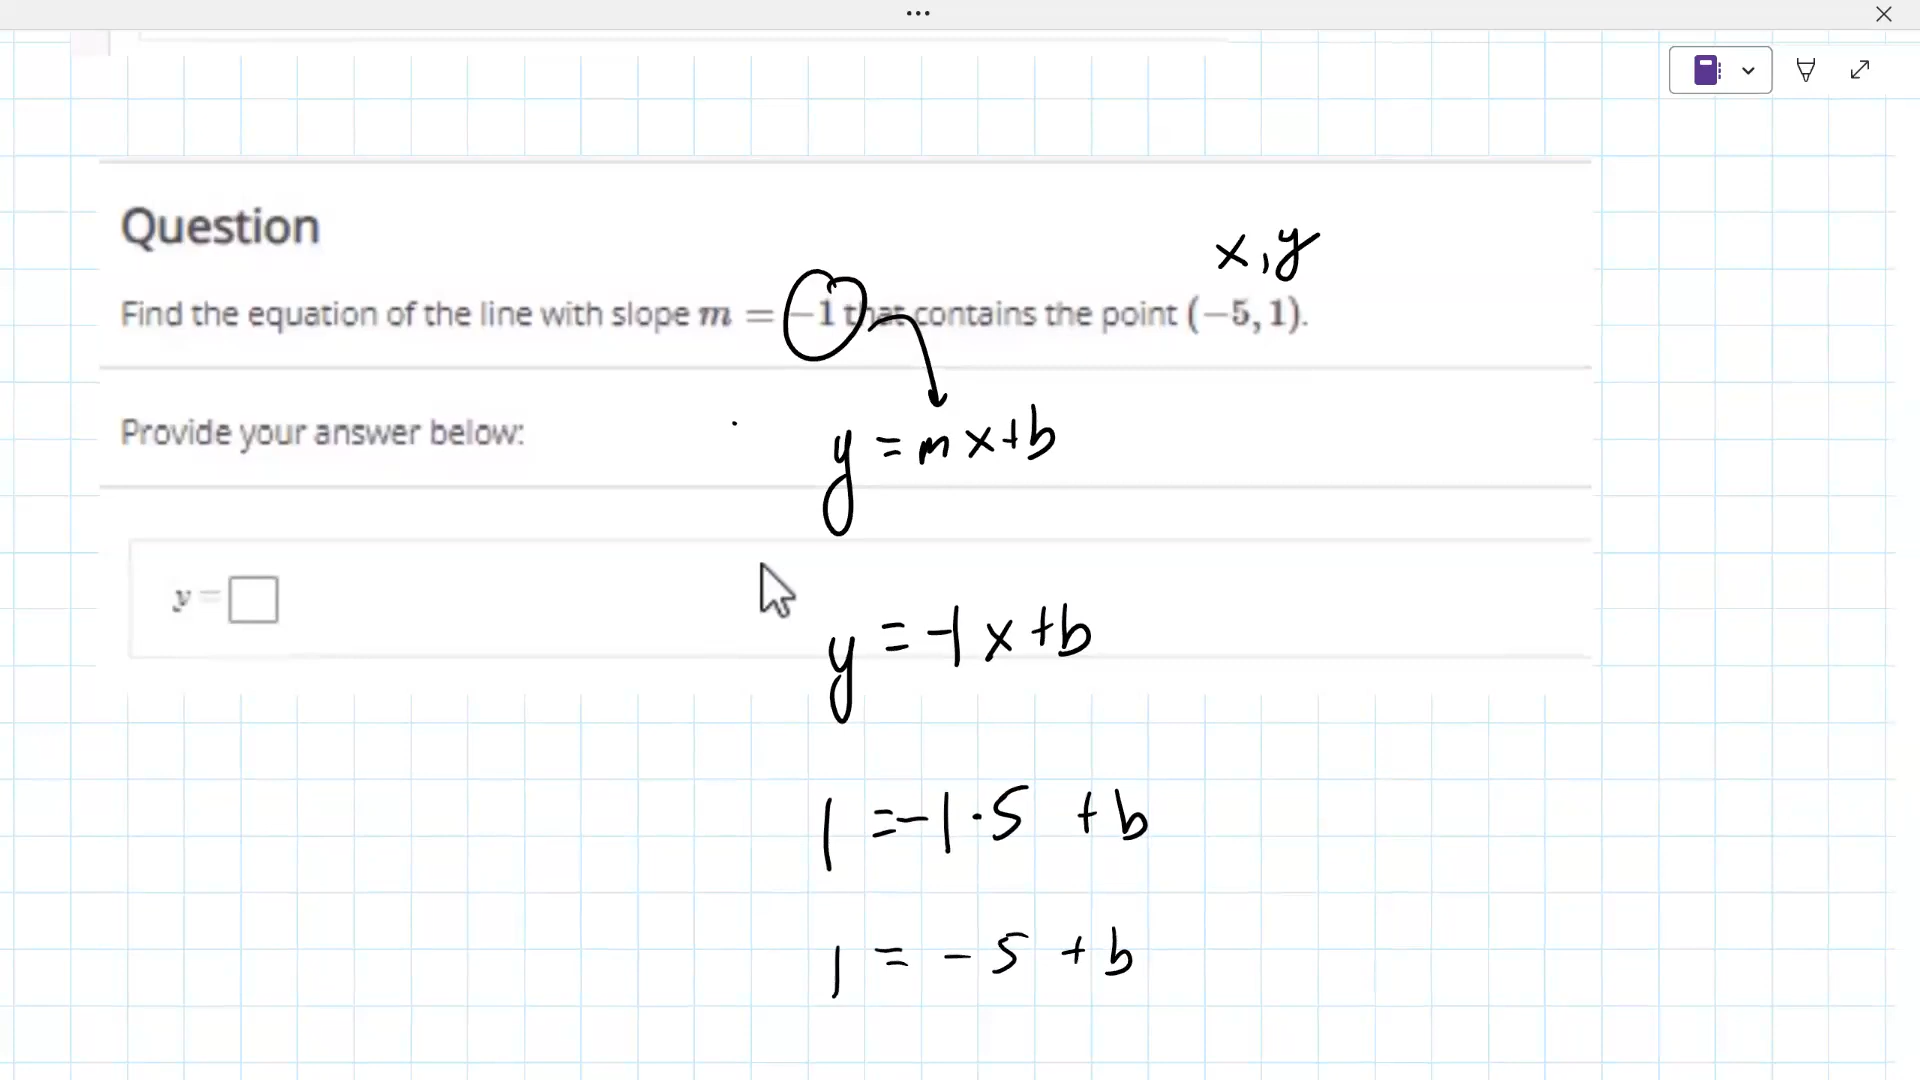 Question
x,y
Find the equation of the line with slope m = −1 that contains the point (−5, 1).
Provide your answer below:
y = mx+b
y =
y = -1x+b
1 =-1·5 +b
1 = -5 +b